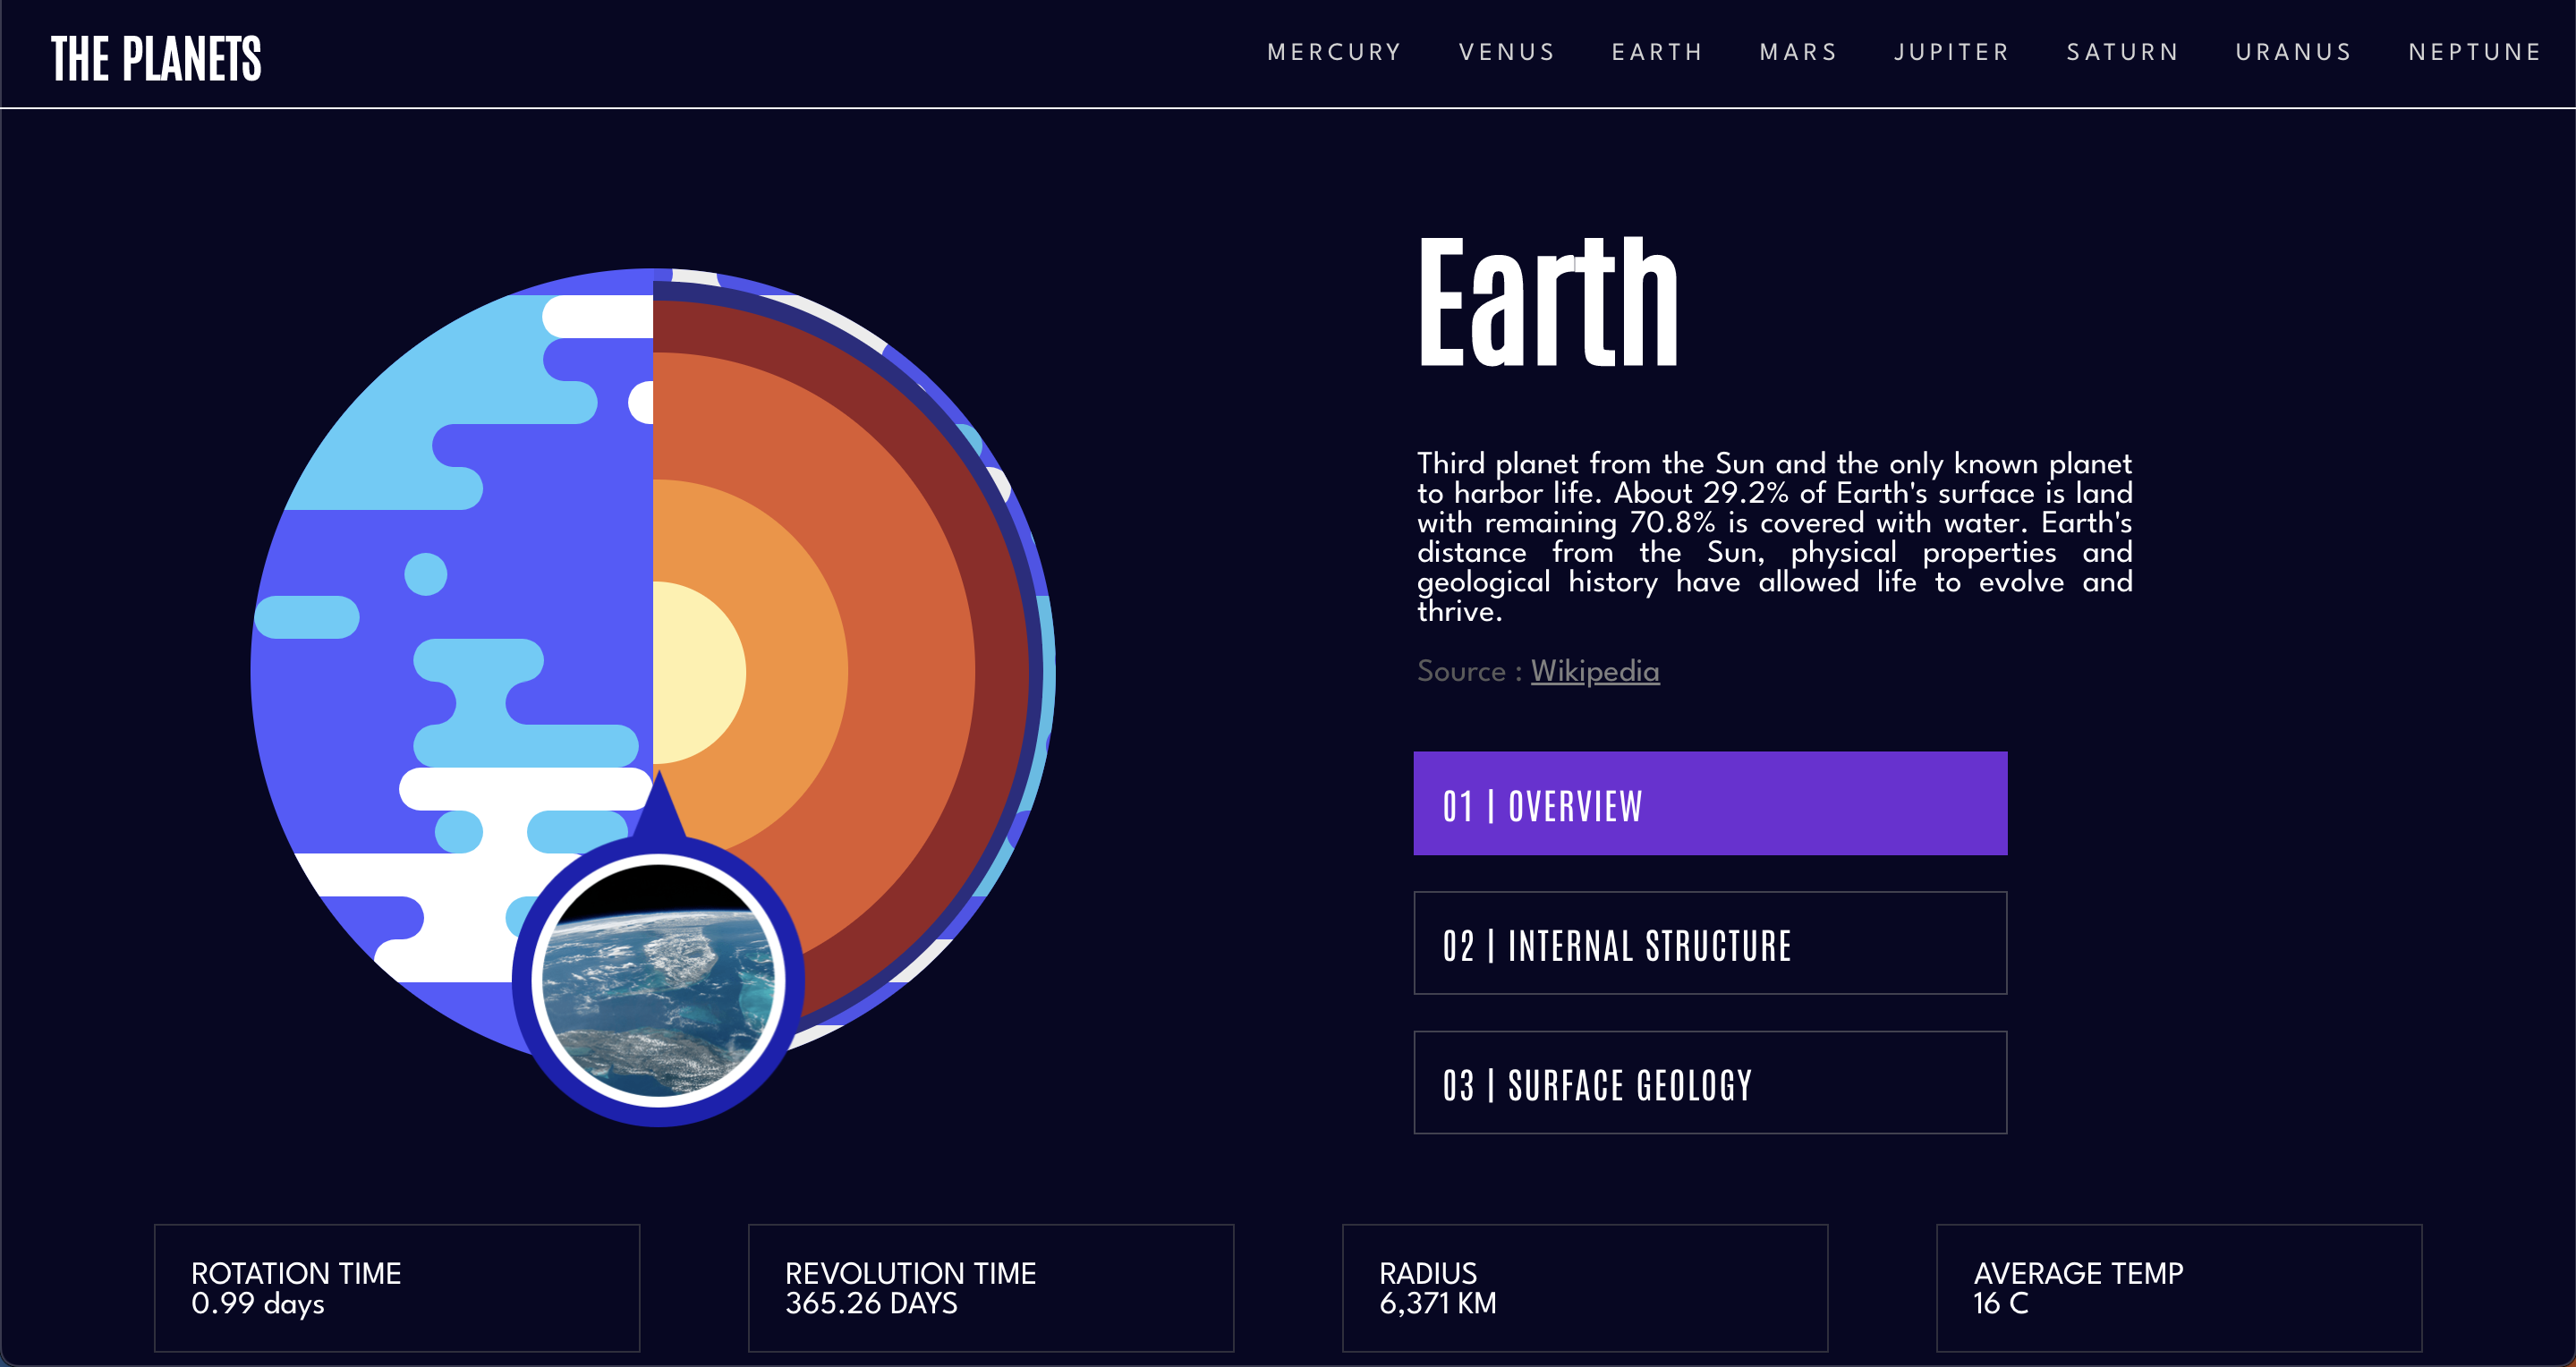 THE PLANETS
MERCURY VENUS EARTH MARS JUPITER SATURN URANUS NEPTUNE
Earth
Third planet from the Sun and the only known planet
to harbor life. About 29.2% of Earth's surface is land
with remaining 70.8% is covered with water. Earth's
distance from the Sun, physical properties and
geological history have allowed life to evolve and
thrive.
Source : Wikipedia
01 | OVERVIEW
02 | INTERNAL STRUCTURE
03 | SURFACE GEOLOGY
ROTATION TIME
0.99 days
REVOLUTION TIME
365.26 DAYS
RADIUS
6,371 KM
AVERAGE TEMP
16 C